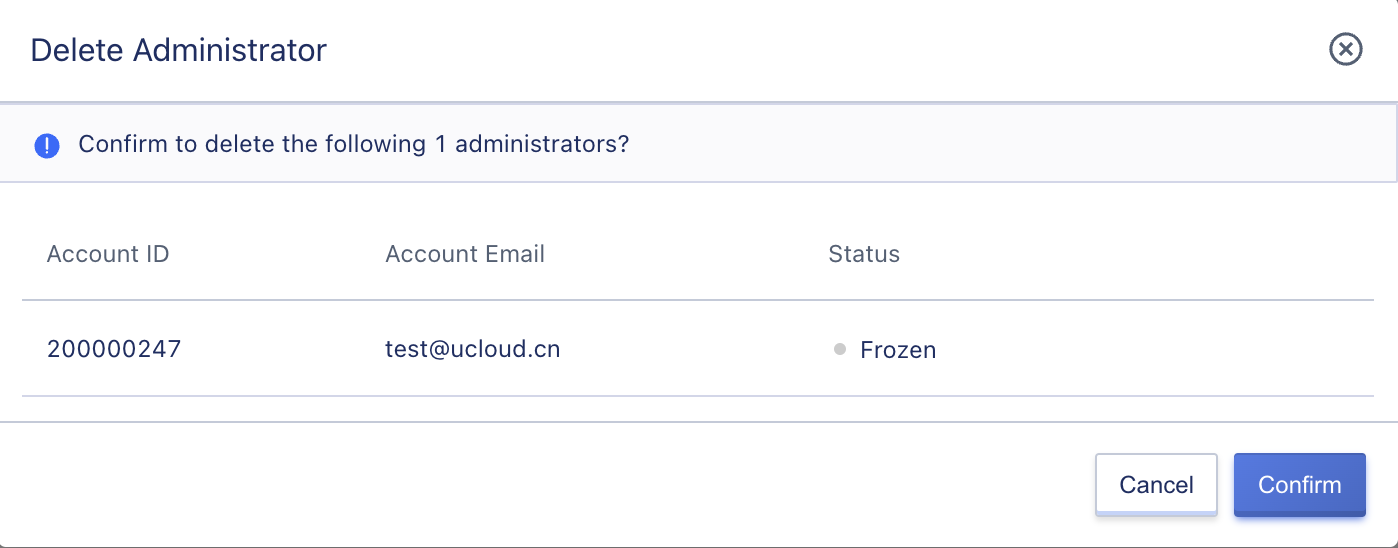 Delete Administrator
Confirm to delete the following 1 administrators?
Account ID Account Email Status
200000247 test@ucloud.cn Frozen
Cancel Confirm